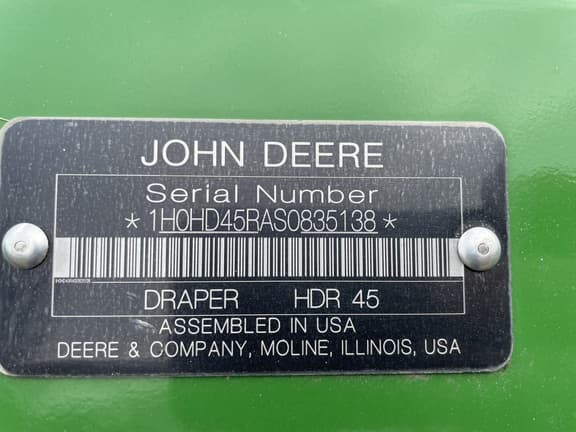 JOHN DEERE
Serial Number
*1H0HD45RAS0835138*
DRAPER HDR 45
ASSEMBLED IN USA
DEERE & COMPANY, MOLINE, ILLINOIS, USA